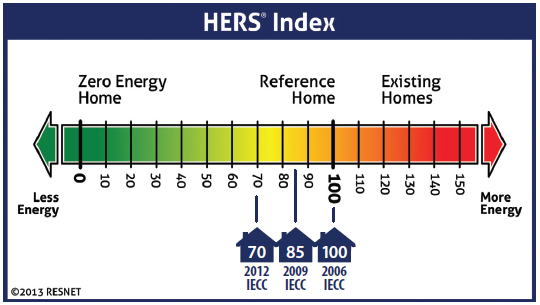 HERS® Index
Zero Energy
Home
Reference
Home
Existing
Homes
0 10 20 30 40 50 60 70 80 90 100 110 120 130 140 150
Less
Energy
More
Energy
70 85 100
2012 2009 2006
IECC IECC IECC
©2013 RESNET